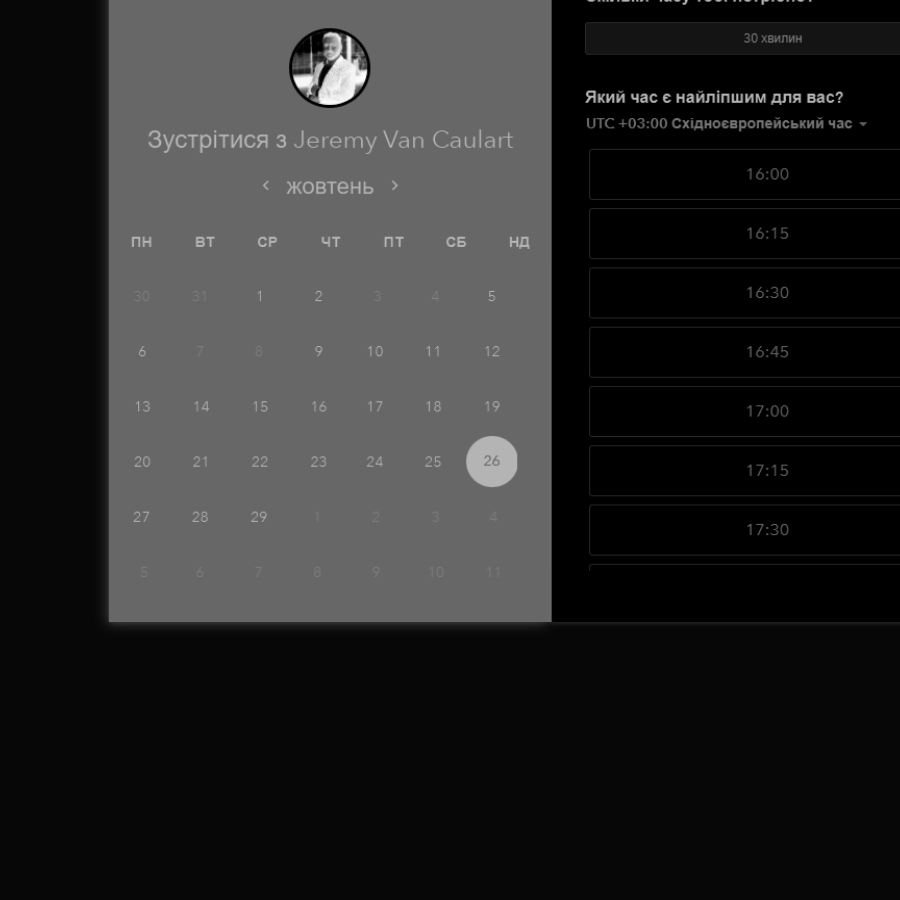 Зустрітися з Jeremy Van Caulart
жовтень
ПН ВТ СР ЧТ ПТ СБ НД
30 31 1 2 3 4 5
6 7 8 9 10 11 12
13 14 15 16 17 18 19
20 21 22 23 24 25 26
27 28 29 1 2 3 4
5 6 7 8 9 10 11
30 хвилин
Який час є найліпшим для вас?
UTC +03:00 Східноєвропейський час
16:00
16:15
16:30
16:45
17:00
17:15
17:30